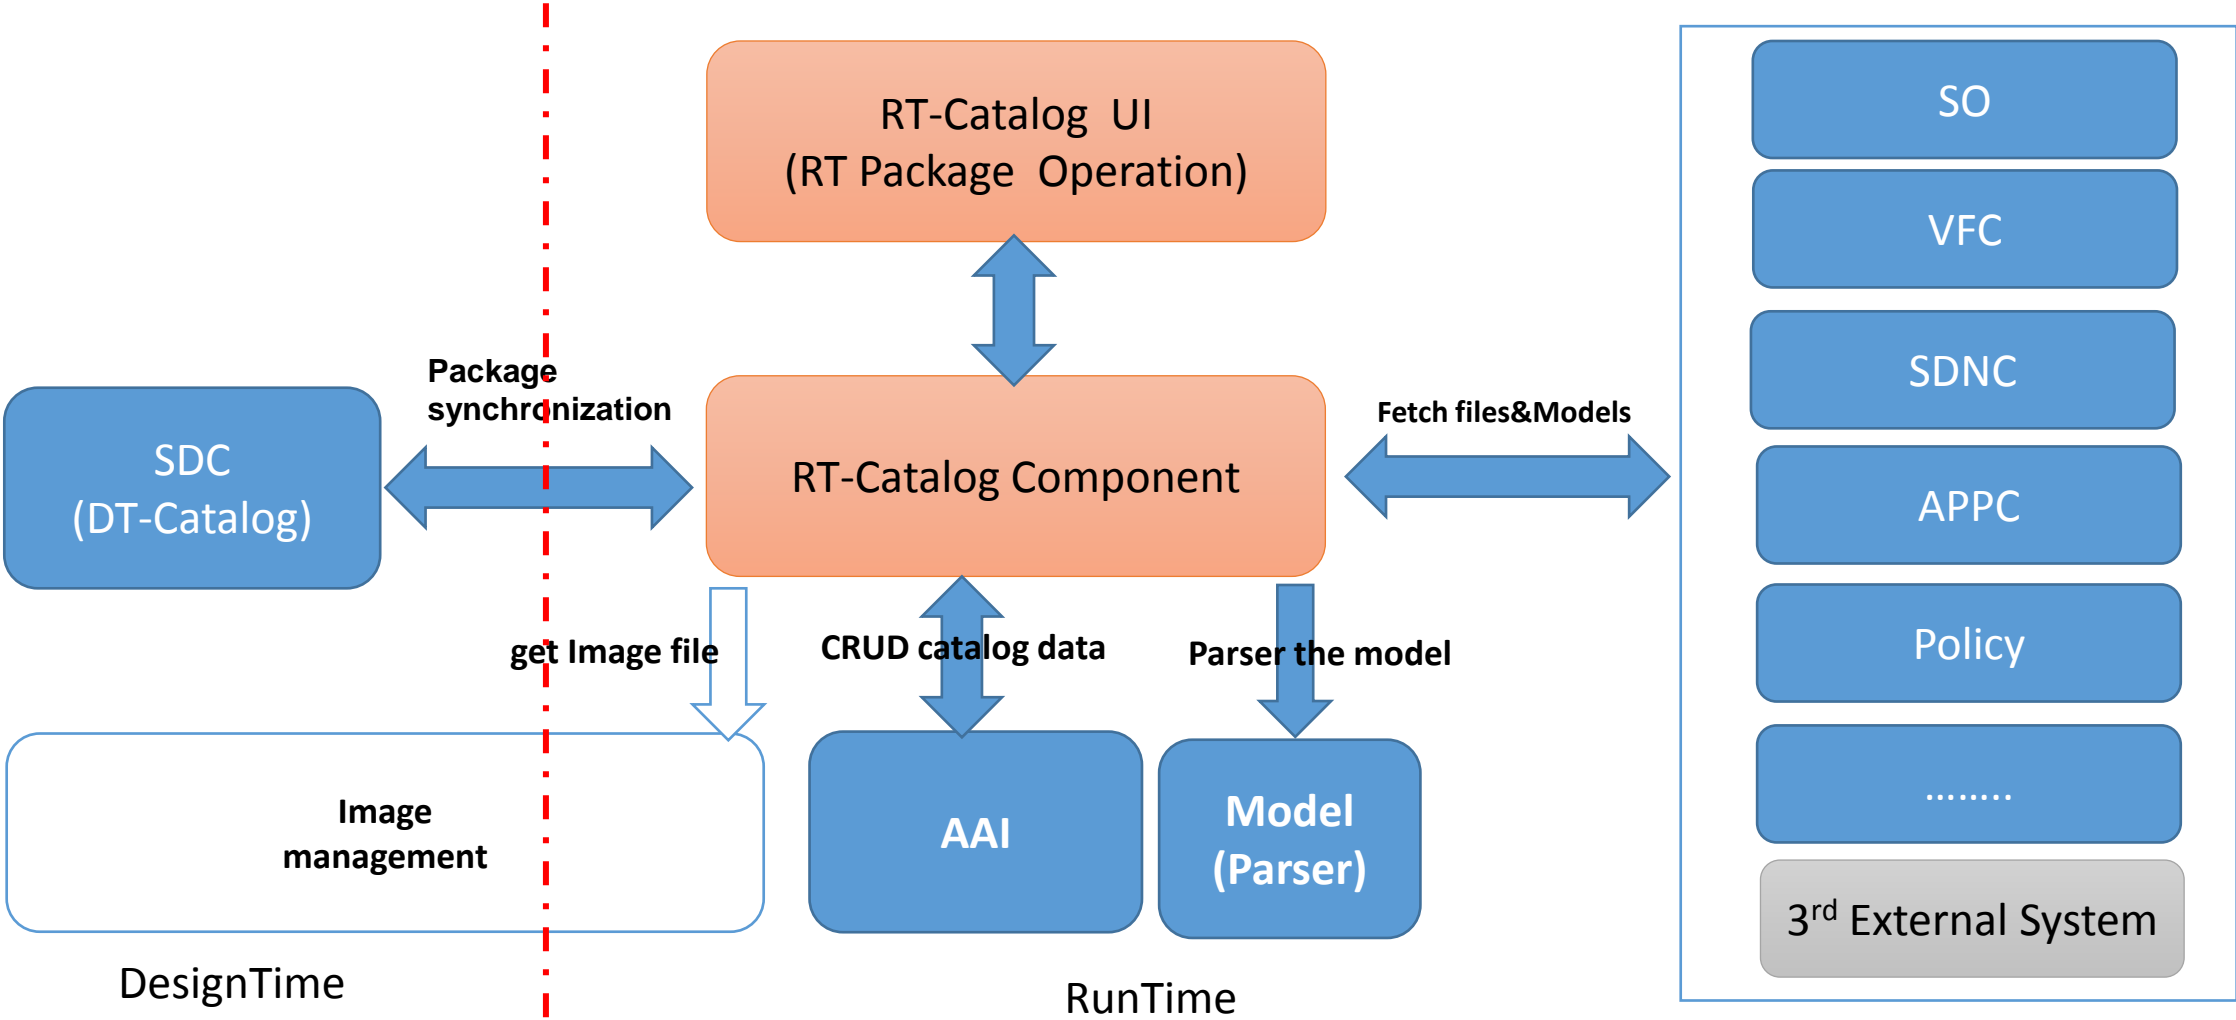 RT-Catalog UI
(RT Package Operation)
Package
synchronization
SDC
(DT-Catalog)
RT-Catalog Component
Fetch files&Models
get Image file
CRUD catalog data
Parser the model
Image
management
AAI
Model
(Parser)
DesignTime
RunTime
SO
VFC
SDNC
APPC
Policy
........
3rd External System